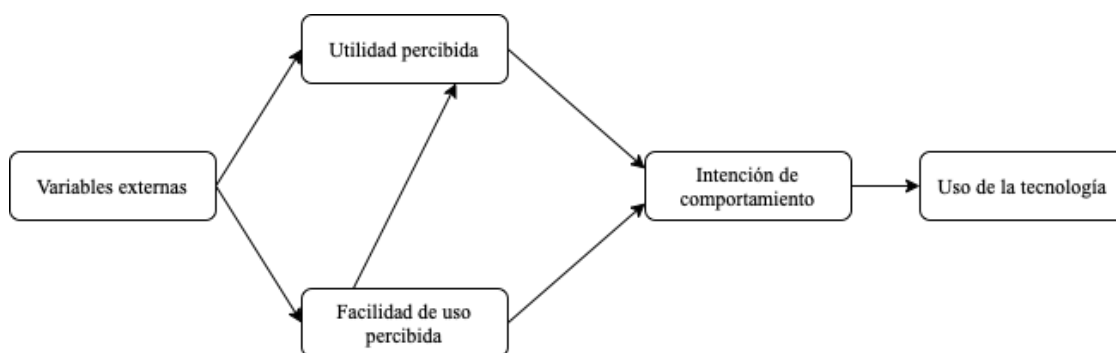 Utilidad percibida
Variables externas
Intención de
comportamiento
Uso de la tecnología
Facilidad de uso
percibida